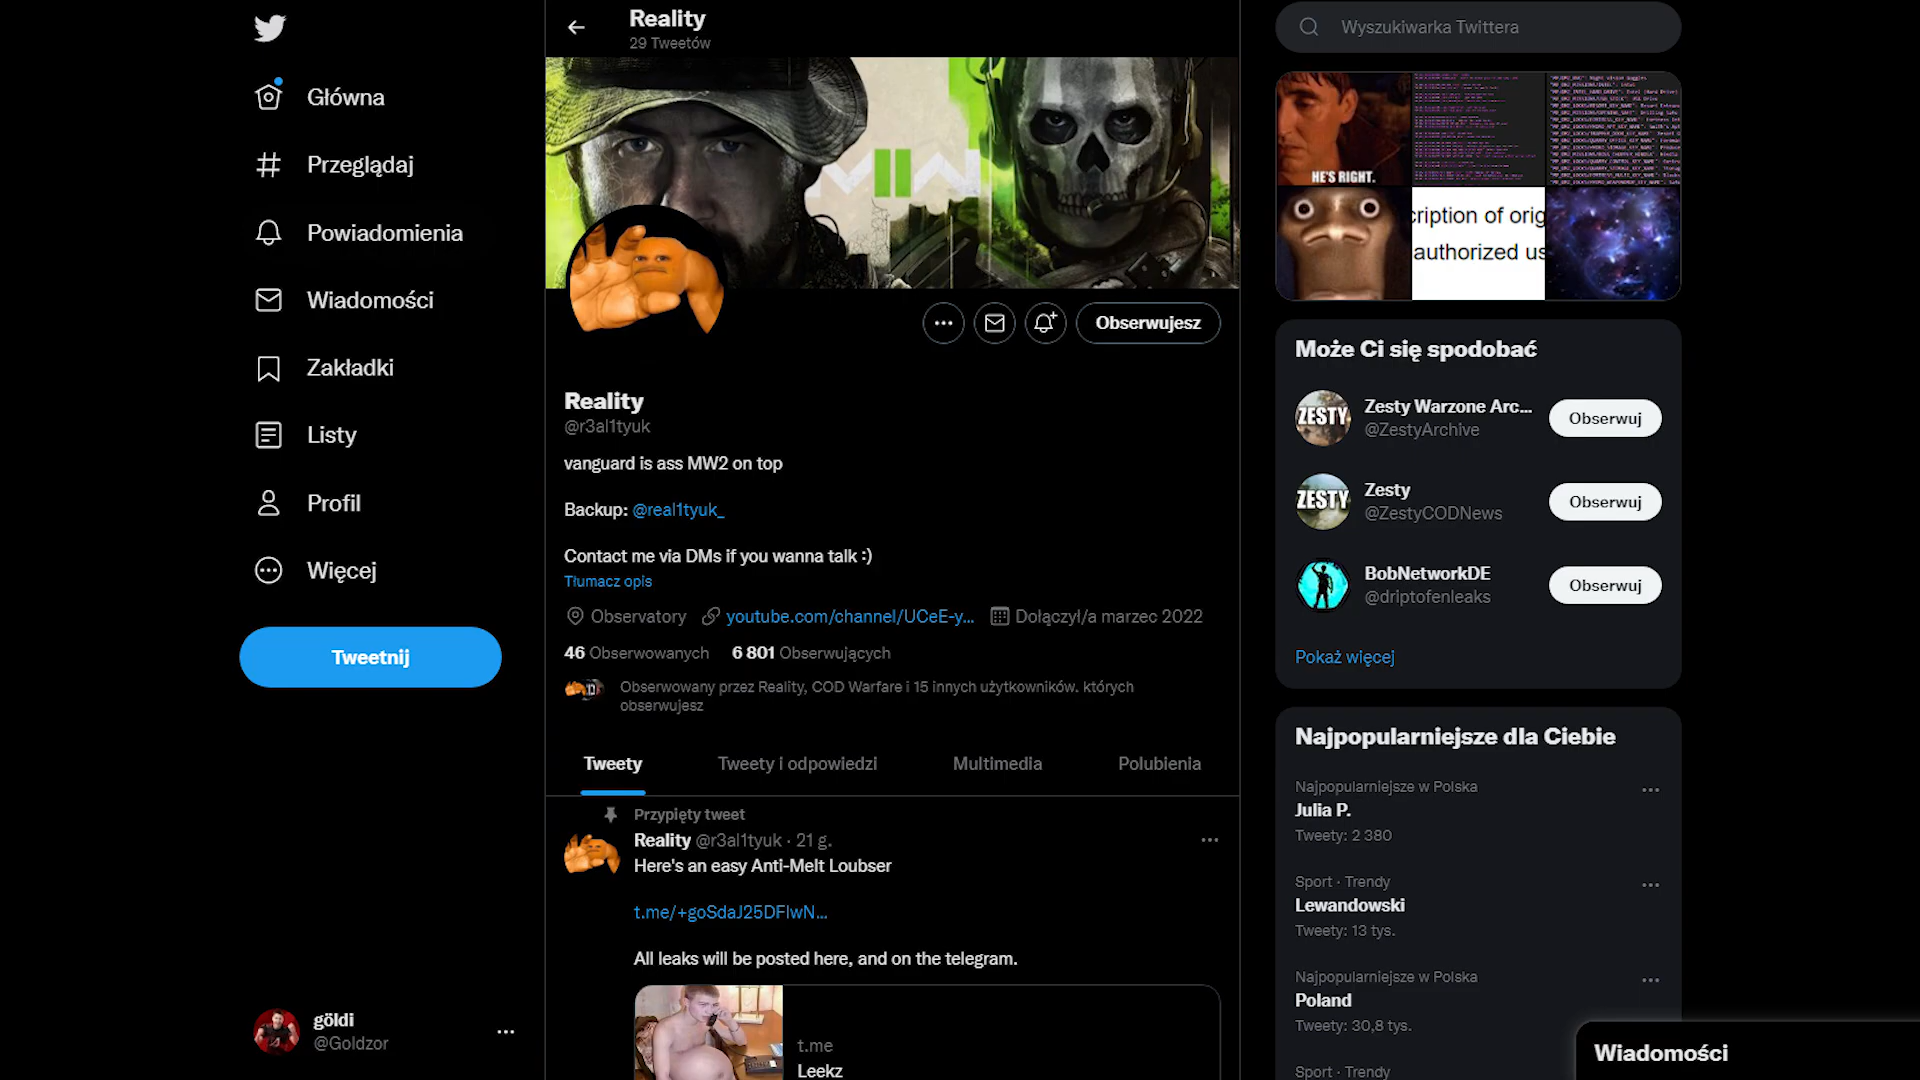 Główna
Przeglądaj
Powiadomienia
Wiadomości
Zakładki
Listy
Profil
Więcej
Tweetnij
göldi
@Goldzor
Reality
29 Tweetów
Obserwujesz
Reality
@r3al1tyuk
vanguard is ass MW2 on top
Backup: @real1tyuk_
Contact me via DMs if you wanna talk :)
Tłumacz opis
Observatory youtube.com/channel/UCeE-y... Dołączył/a marzec 2022
46 Obserwowanych 6 801 Obserwujących
Obserwowany przez Reality, COD Warfare i 15 innych użytkowników. których
obserwujesz
Tweety Tweety i odpowiedzi Multimedia Polubienia
Przypięty tweet
Reality @r3al1tyuk · 21 g.
Here's an easy Anti-Melt Loubser
t.me/+goSdaJ25DFlwN...
All leaks will be posted here, and on the telegram.
t.me
Leekz
Wyszukiwarka Twittera
HE'S RIGHT.
cription of orig
authorized us
Może Ci się spodobać
ZESTY
Zesty Warzone Arc...
@ZestyArchive
Obserwuj
ZESTY
Zesty
@ZestyCODNews
Obserwuj
BobNetworkDE
@driptofenleaks
Obserwuj
Pokaż więcej
Najpopularniejsze dla Ciebie
Najpopularniejsze w Polska
Julia P.
Tweety: 2 380
Sport · Trendy
Lewandowski
Tweety: 13 tys.
Najpopularniejsze w Polska
Poland
Tweety: 30,8 tys.
Sport · Trendy
Wiadomości